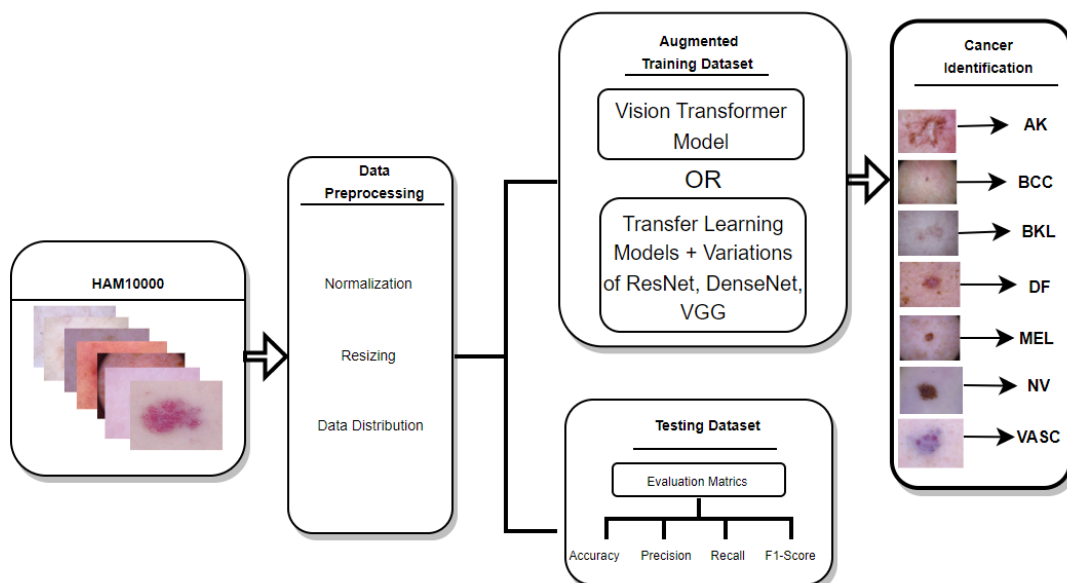 HAM10000
Data
Preprocessing
Normalization
Resizing
Data Distribution
Augmented
Training Dataset
Vision Transformer
Model
OR
Transfer Learning
Models + Variations
of ResNet, DenseNet,
VGG
Testing Dataset
Evaluation Matrics
Accuracy
Precision
Recall
F1-Score
Cancer
Identification
AK
BCC
BKL
DF
MEL
NV
VASC